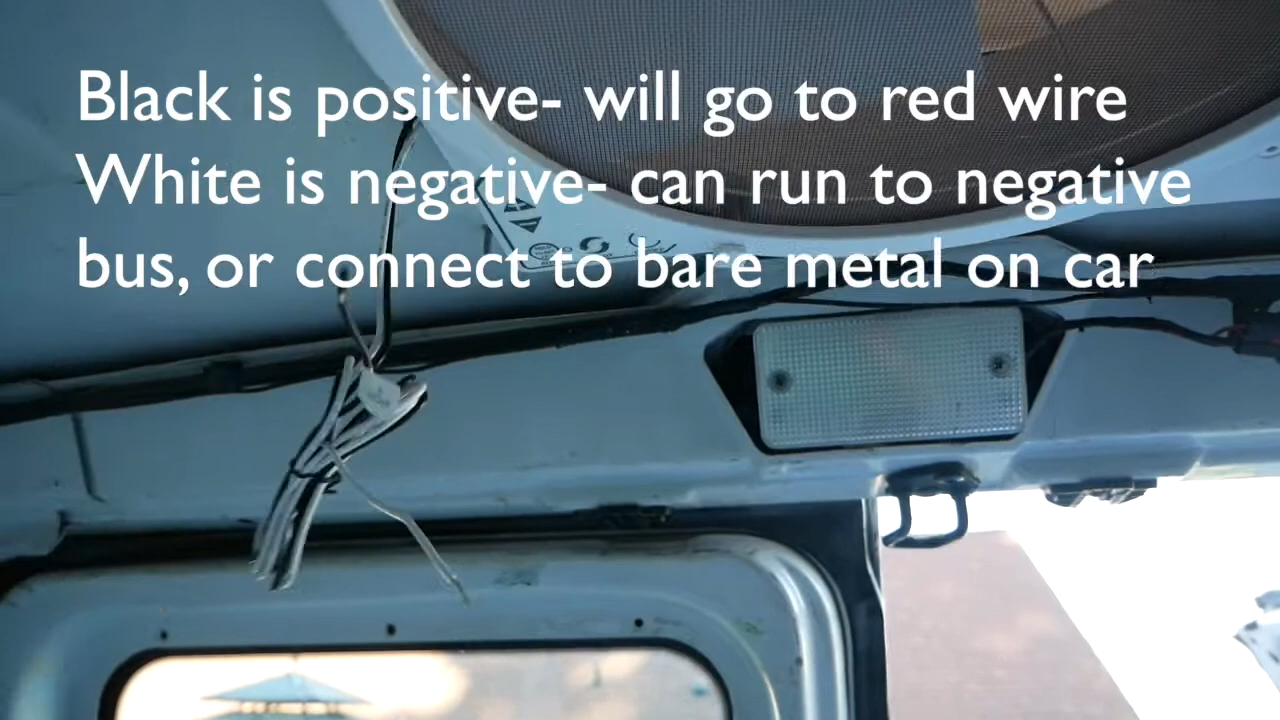 Black is positive- will go to red wire
White is negative- can run to negative
bus, or connect to bare metal on car